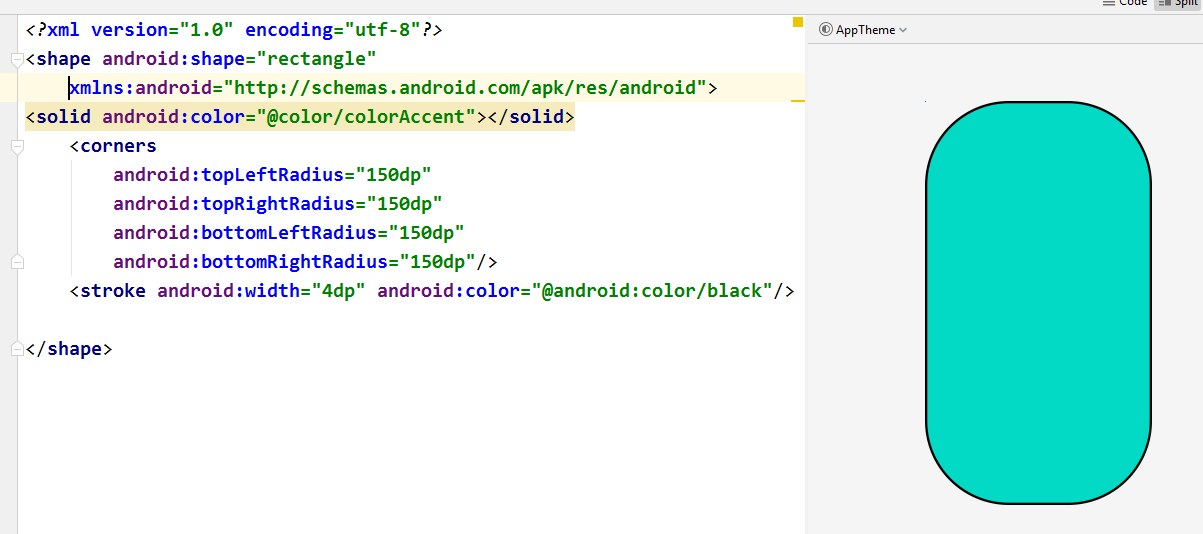 Code Split
AppTheme
<?xml version="1.0" encoding="utf-8"?>
<shape android:shape="rectangle"
    xmlns:android="http://schemas.android.com/apk/res/android">
<solid android:color="@color/colorAccent"></solid>
    <corners
        android:topLeftRadius="150dp"
        android:topRightRadius="150dp"
        android:bottomLeftRadius="150dp"
        android:bottomRightRadius="150dp"/>
    <stroke android:width="4dp" android:color="@android:color/black"/>
</shape>